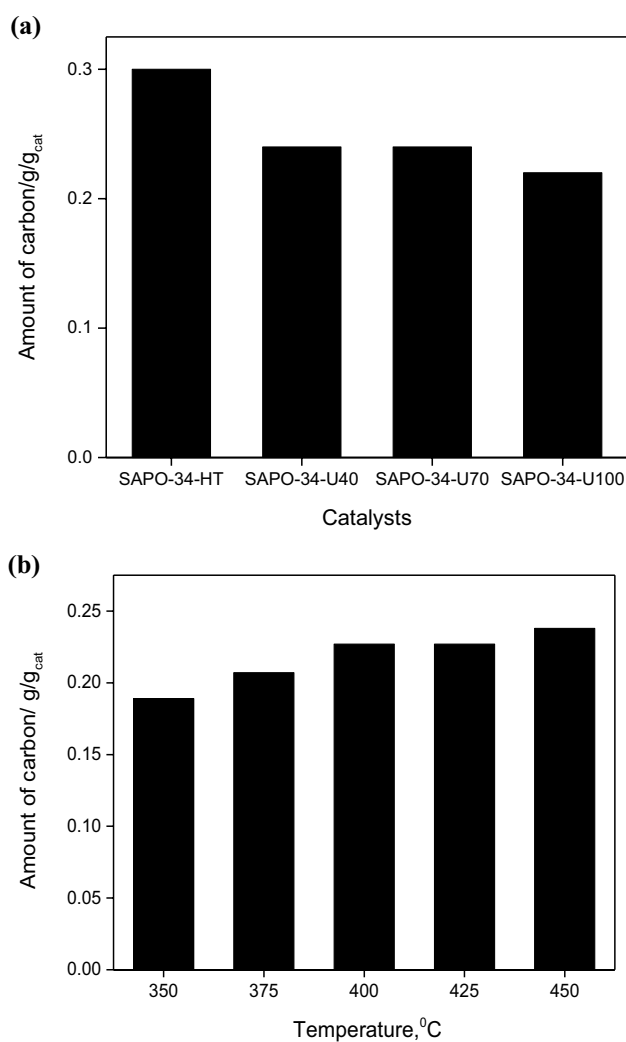 (a)
Amount of carbon/g/g_cat
0.3
0.2
0.1
0.0
SAPO-34-HT SAPO-34-U40 SAPO-34-U70 SAPO-34-U100
Catalysts
(b)
Amount of carbon/ g/g_cat
0.25
0.20
0.15
0.10
0.05
0.00
350 375 400 425 450
Temperature,⁰C